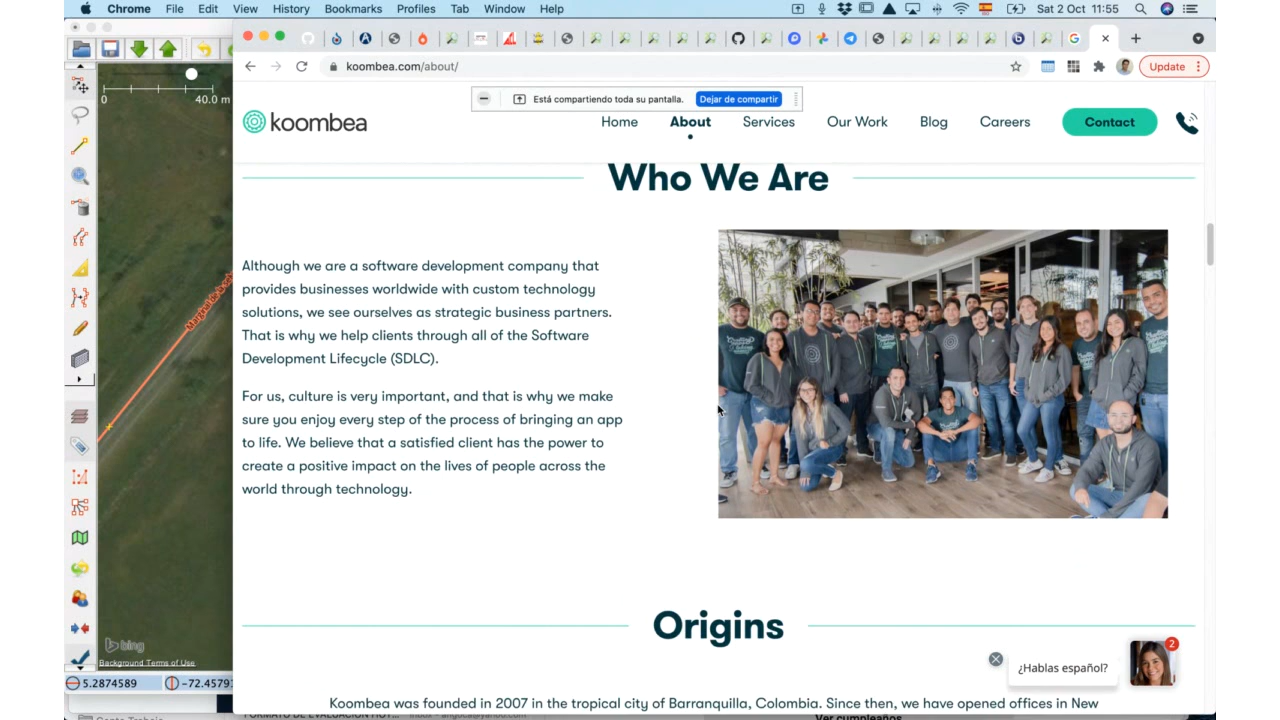 Chrome File Edit View History Bookmarks Profiles Tab Window Help
Sat 2 Oct 11:55
koombea.com/about/
Update
0
40.0 m
Está compartiendo toda su pantalla.
Dejar de compartir
koombea
Home
About
Services
Our Work
Blog
Careers
Contact
Who We Are
Although we are a software development company that
provides businesses worldwide with custom technology
solutions, we see ourselves as strategic business partners.
That is why we help clients through all of the Software
Development Lifecycle (SDLC).
For us, culture is very important, and that is why we make
sure you enjoy every step of the process of bringing an app
to life. We believe that a satisfied client has the power to
create a positive impact on the lives of people across the
world through technology.
Origins
¿Hablas español?
2
Koombea was founded in 2007 in the tropical city of Barranquilla, Colombia. Since then, we have opened offices in New
bing
Background Terms of Use
5.2874589
-72.45797
Ver cumpleaños